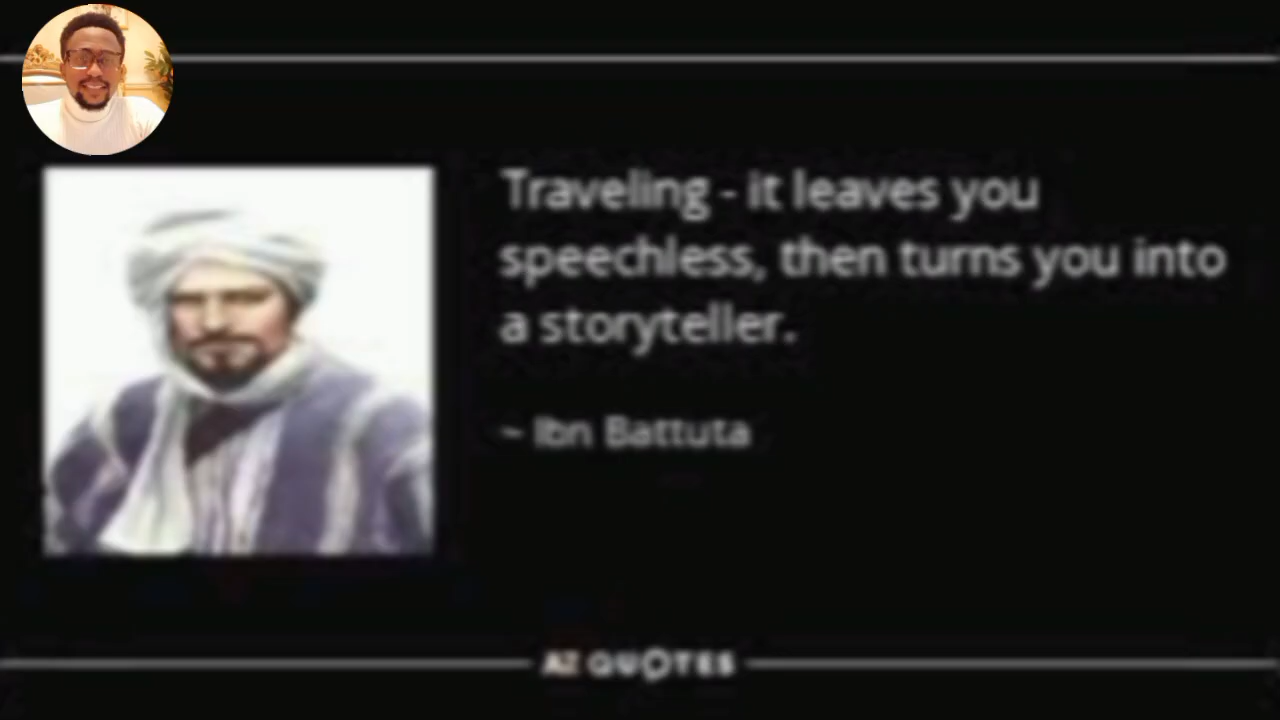 Traveling - it leaves you
speechless, then turns you into
a storyteller.
~ Ibn Battuta
AZ QUOTES